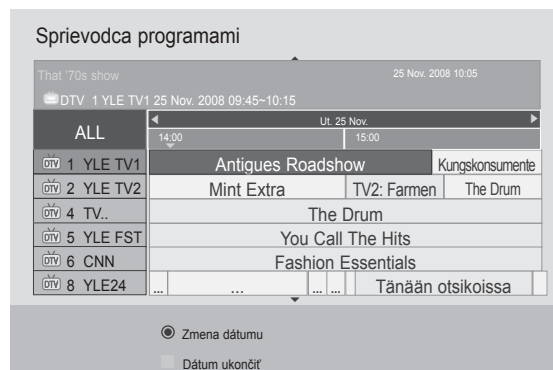 Sprievodca programami
That '70s show 25 Nov. 2008 10:05
DTV 1 YLE TV1 25 Nov. 2008 09:45~10:15
ALL
Ut. 25 Nov.
14:00 15:00
DTV 1 YLE TV1 Antigues Roadshow Kungskonsumente
DTV 2 YLE TV2 Mint Extra TV2: Farmen The Drum
DTV 4 TV.. The Drum
DTV 5 YLE FST You Call The Hits
DTV 6 CNN Fashion Essentials
DTV 8 YLE24 ... ... ... ... Tänään otsikoissa
Zmena dátumu
Dátum ukončiť